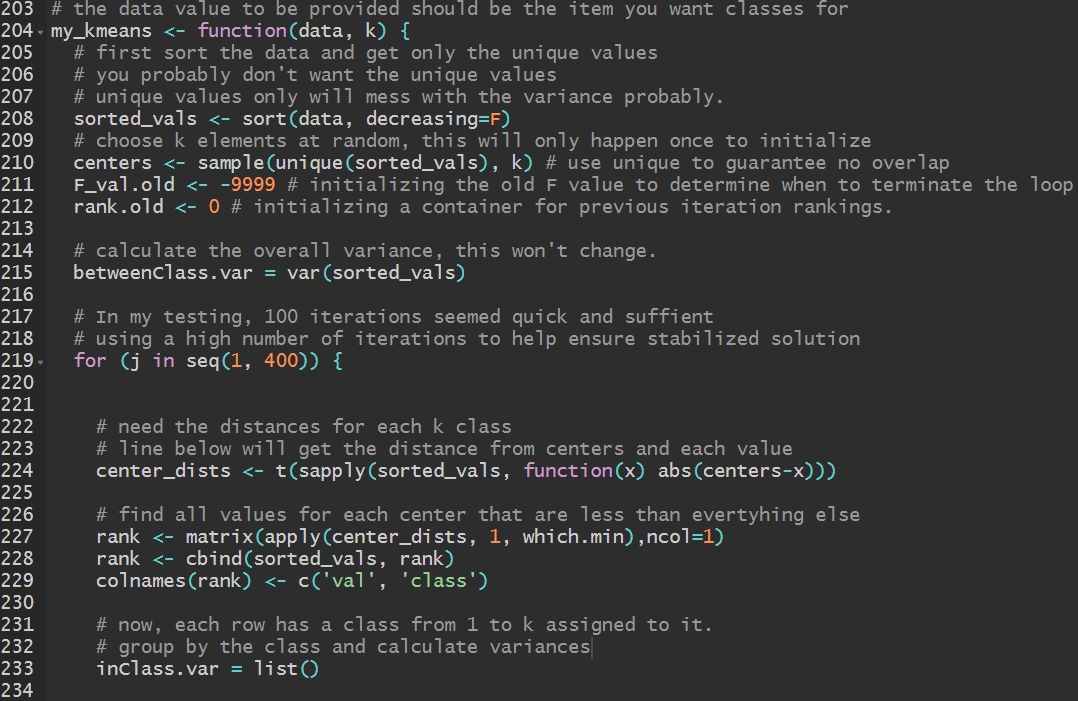 203 # the data value to be provided should be the item you want classes for
204 my_kmeans <- function(data, k) {
205 # first sort the data and get only the unique values
206 # you probably don't want the unique values
207 # unique values only will mess with the variance probably.
208 sorted_vals <- sort(data, decreasing=F)
209 # choose k elements at random, this will only happen once to initialize
210 centers <- sample(unique(sorted_vals), k) # use unique to guarantee no overlap
211 F_val.old <- -9999 # initializing the old F value to determine when to terminate the loop
212 rank.old <- 0 # initializing a container for previous iteration rankings.
213
214 # calculate the overall variance, this won't change.
215 betweenClass.var = var(sorted_vals)
216
217 # In my testing, 100 iterations seemed quick and suffient
218 # using a high number of iterations to help ensure stabilized solution
219 for (j in seq(1, 400)) {
220
221
222 # need the distances for each k class
223 # line below will get the distance from centers and each value
224 center_dists <- t(sapply(sorted_vals, function(x) abs(centers-x)))
225
226 # find all values for each center that are less than evertyhing else
227 rank <- matrix(apply(center_dists, 1, which.min),ncol=1)
228 rank <- cbind(sorted_vals, rank)
229 colnames(rank) <- c('val', 'class')
230
231 # now, each row has a class from 1 to k assigned to it.
232 # group by the class and calculate variances
233 inClass.var = list()
234